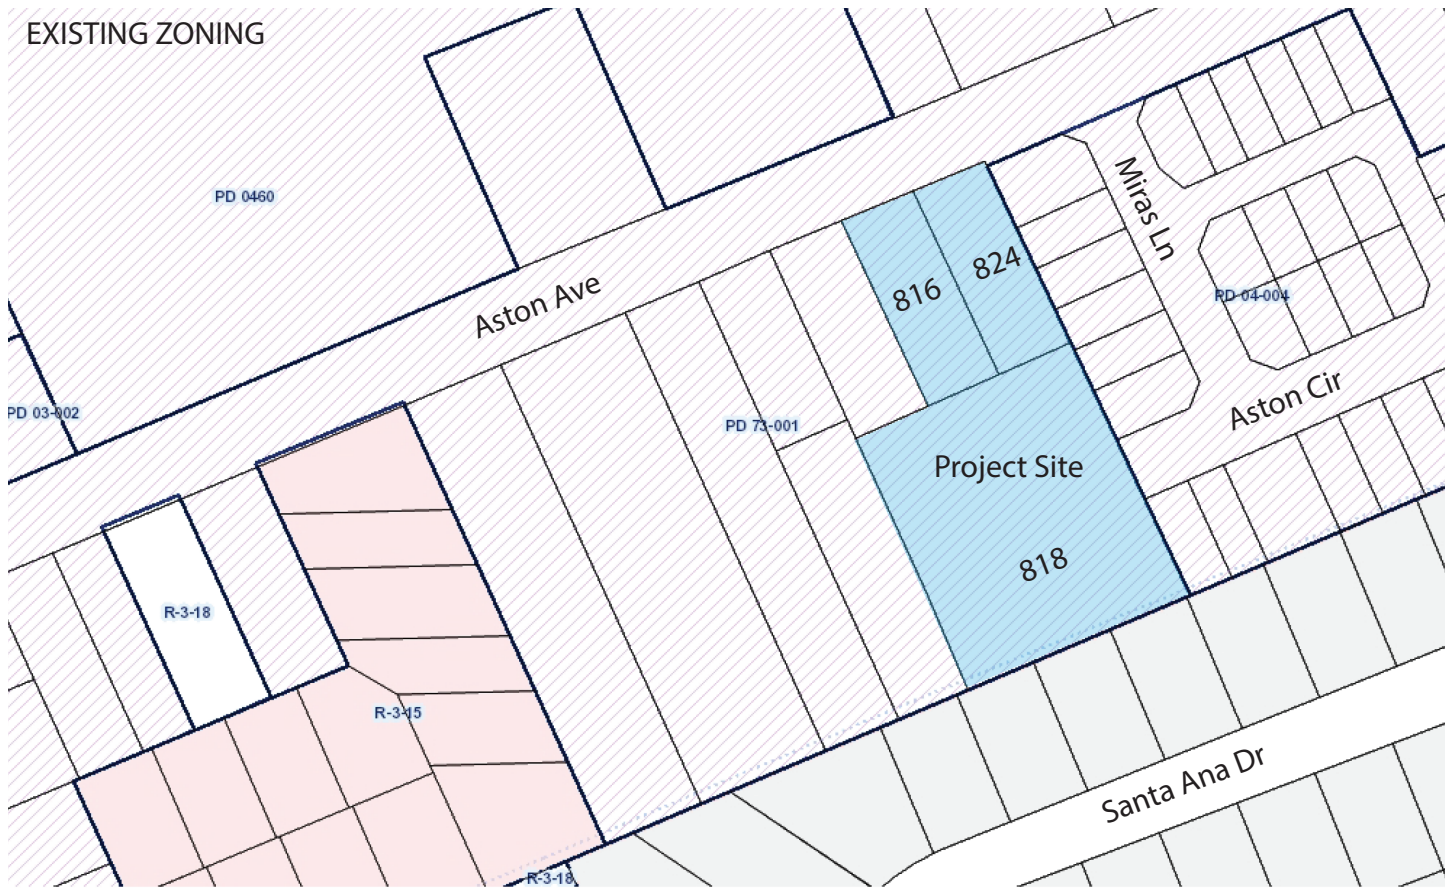 EXISTING ZONING
PD 0460
Miras Ln
824
816
Aston Ave
PD 04-004
Aston Cir
PD 03-002
PD 73-001
Project Site
818
R-3-18
R-3-15
Santa Ana Dr
R-3-18